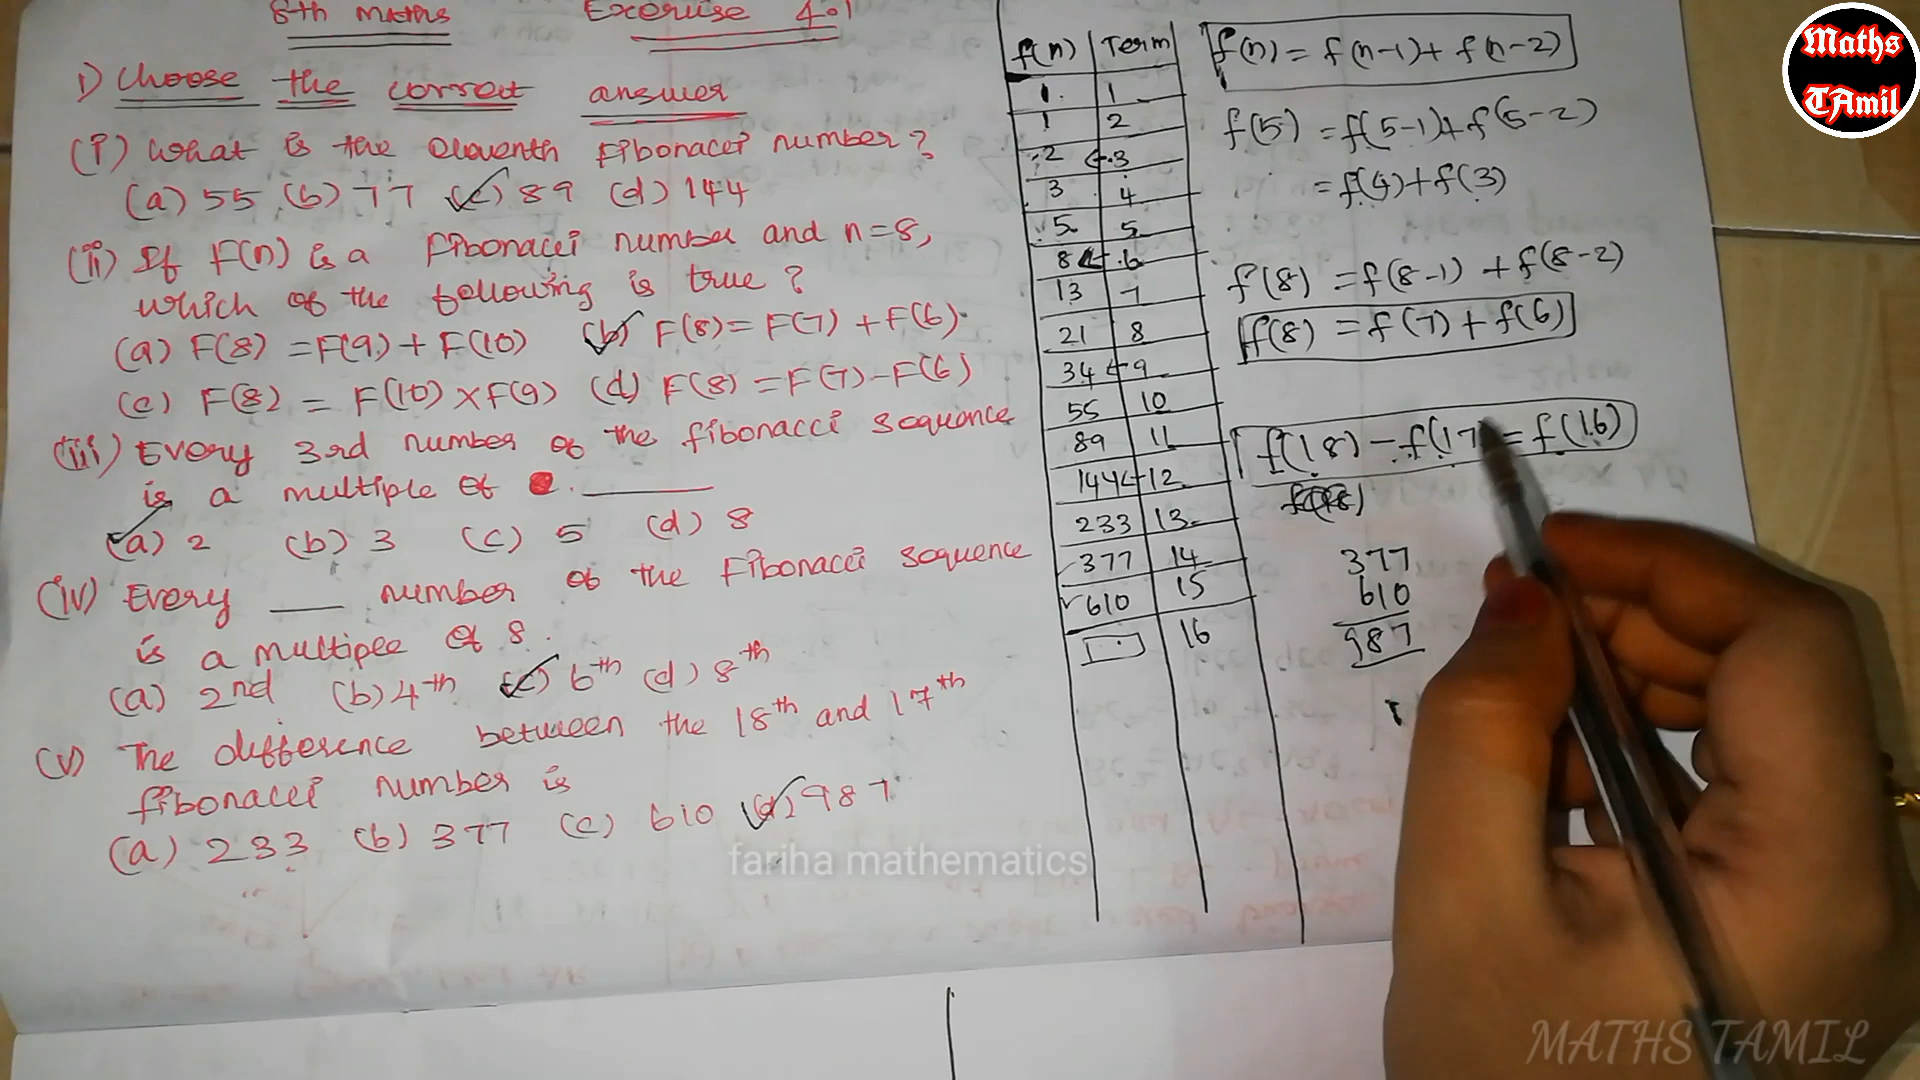 8th maths Exercise 4.1
1) Choose the correct answer
(i) What is the eleventh Fibonacci number?
(a) 55 (b) 77 (c) 89 (d) 144
(ii) If F(n) is a Fibonacci number and n=8,
which of the following is true?
(a) F(8) = F(9) + F(10) (b) F(8) = F(7) + F(6)
(c) F(8) = F(10) x F(9) (d) F(8) = F(7) - F(6)
(iii) Every 3rd number of the fibonacci sequence
is a multiple of ______
(a) 2 (b) 3 (c) 5 (d) 8
(iv) Every ___ number of the Fibonacci sequence
is a multiple of 8.
(a) 2nd (b) 4th (c) 6th (d) 8th
(v) The difference between the 18th and 17th
fibonacci number is
(a) 233 (b) 377 (c) 610 (d) 987
f(n) Term
1 1
1 2
2 ← 3
3 4
5 5
8 ← 6
13 7
21 8
34 ← 9
55 10
89 11
144 ← 12
233 13
377 14
610 15
16
f(n) = f(n-1) + f(n-2)
f(5) = f(5-1) + f(5-2)
= f(4) + f(3)
f(8) = f(8-1) + f(8-2)
f(8) = f(7) + f(6)
f(18) - f(17) = f(16)
377
610
987
Maths
TAmil
fariha mathematics
MATHS TAMIL